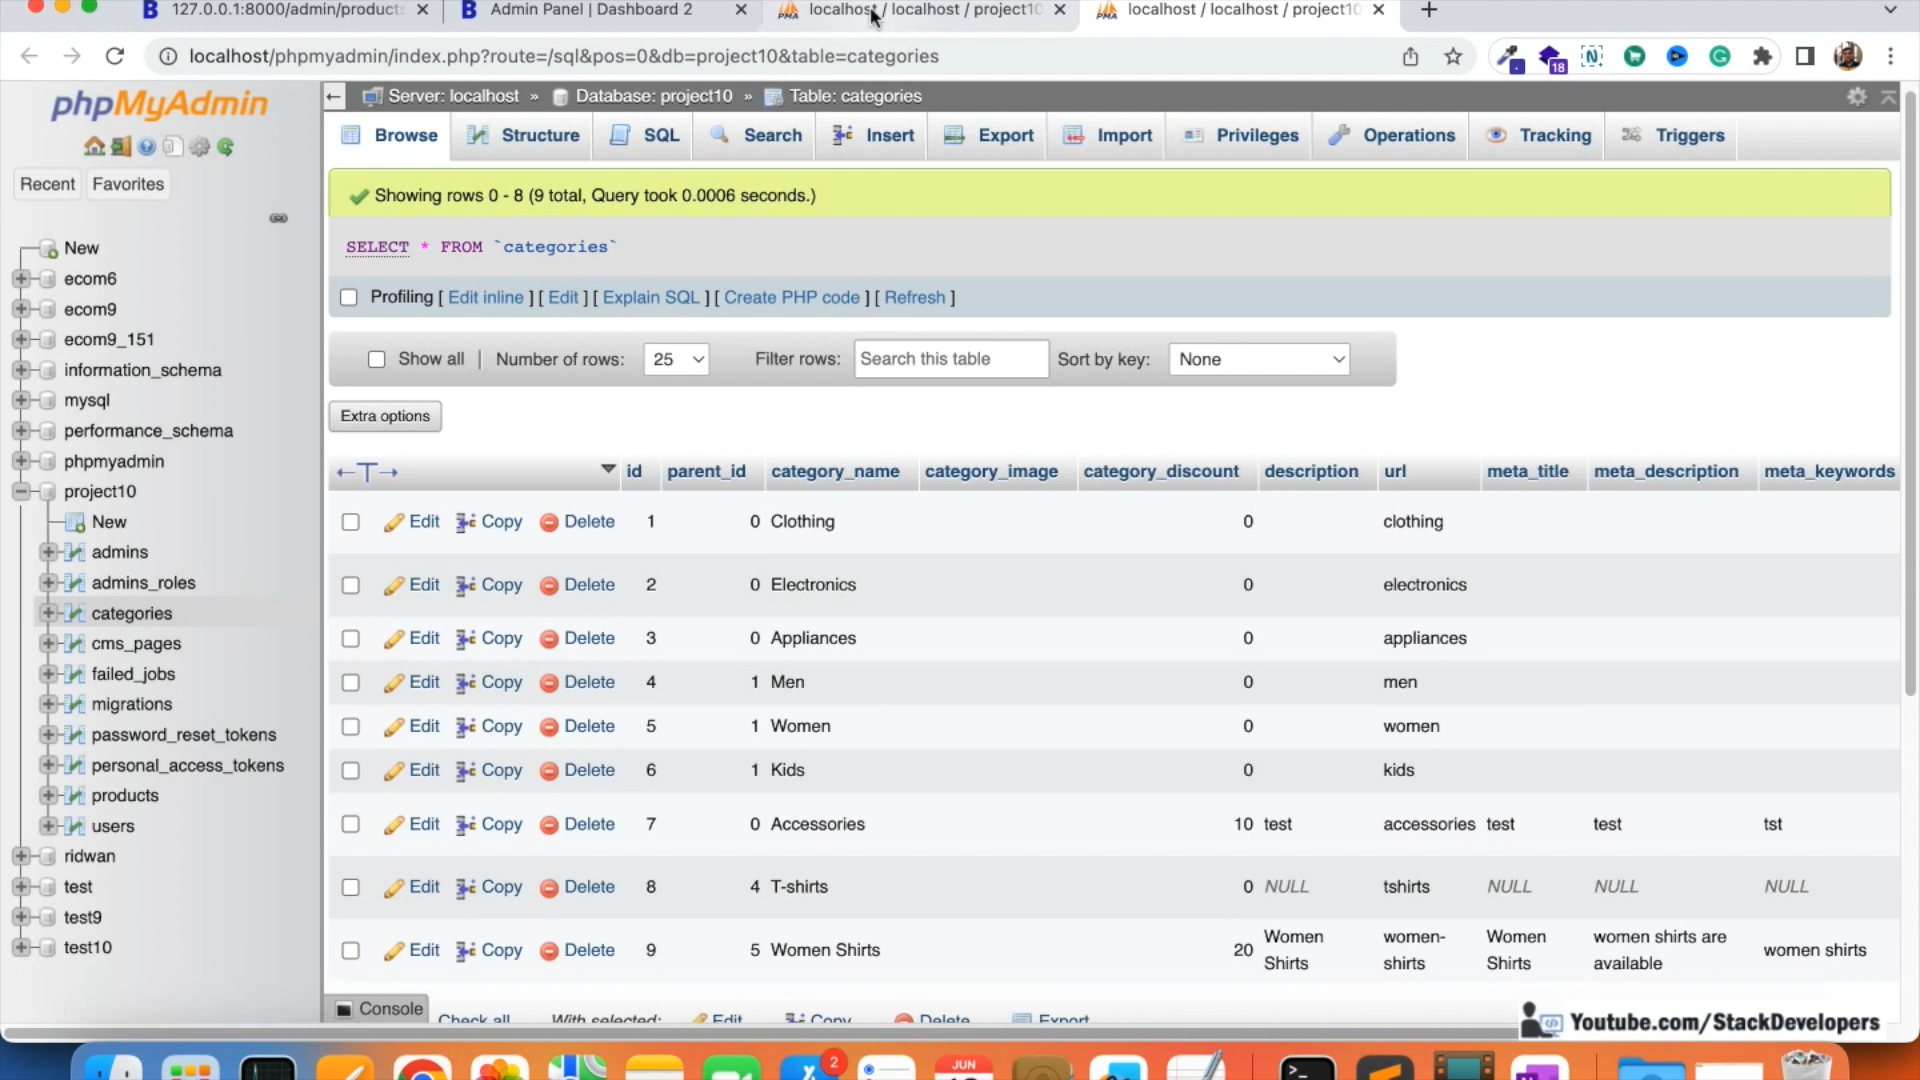 127.0.0.1:8000/admin/product
Admin Panel | Dashboard 2
localhost / localhost / project10
localhost / localhost / project10
localhost/phpmyadmin/index.php?route=/sql&pos=0&db=project10&table=categories
18
phpMyAdmin
Server: localhost » Database: project10 » Table: categories
Browse Structure SQL Search Insert Export Import Privileges Operations Tracking Triggers
Recent Favorites
New
ecom6
ecom9
ecom9_151
information_schema
mysql
performance_schema
phpmyadmin
project10
New
admins
admins_roles
categories
cms_pages
failed_jobs
migrations
password_reset_tokens
personal_access_tokens
products
users
ridwan
test
test9
test10
Showing rows 0 - 8 (9 total, Query took 0.0006 seconds.)
SELECT * FROM `categories`
Profiling [ Edit inline ] [ Edit ] [ Explain SQL ] [ Create PHP code ] [ Refresh ]
Show all | Number of rows: 25 Filter rows: Search this table Sort by key: None
Extra options
id parent_id category_name category_image category_discount description url meta_title meta_description meta_keywords
Edit Copy Delete 1 0 Clothing 0 clothing
Edit Copy Delete 2 0 Electronics 0 electronics
Edit Copy Delete 3 0 Appliances 0 appliances
Edit Copy Delete 4 1 Men 0 men
Edit Copy Delete 5 1 Women 0 women
Edit Copy Delete 6 1 Kids 0 kids
Edit Copy Delete 7 0 Accessories 10 test accessories test test tst
Edit Copy Delete 8 4 T-shirts 0 NULL tshirts NULL NULL NULL
Edit Copy Delete 9 5 Women Shirts 20 Women Shirts women-shirts Women Shirts women shirts are available women shirts
Console
Check all With selected: Edit Copy Delete Export
Youtube.com/StackDevelopers
2
JUN